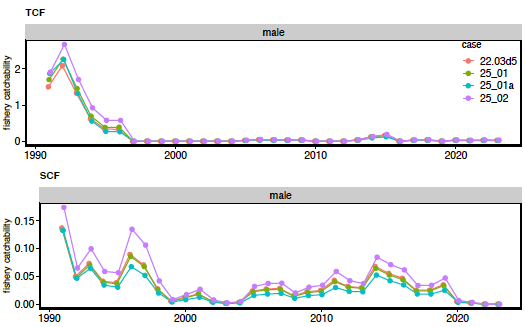 TCF
male
fishery catchability
case
22.03d5
25_01
25_01a
25_02
2
1
0
1990
2000
2010
2020
SCF
male
fishery catchability
0.15
0.10
0.05
0.00
1990
2000
2010
2020